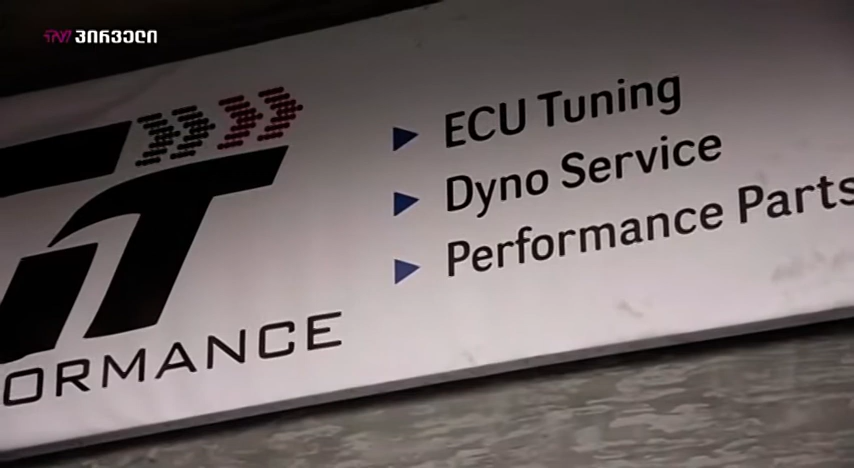 TV პირველი
ECU Tuning
Dyno Service
Performance Parts
ORMANCE